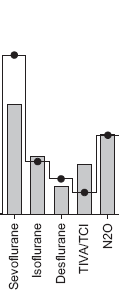 Sevoflurane
Isoflurane
Desflurane
TIVA/TCI
N2O